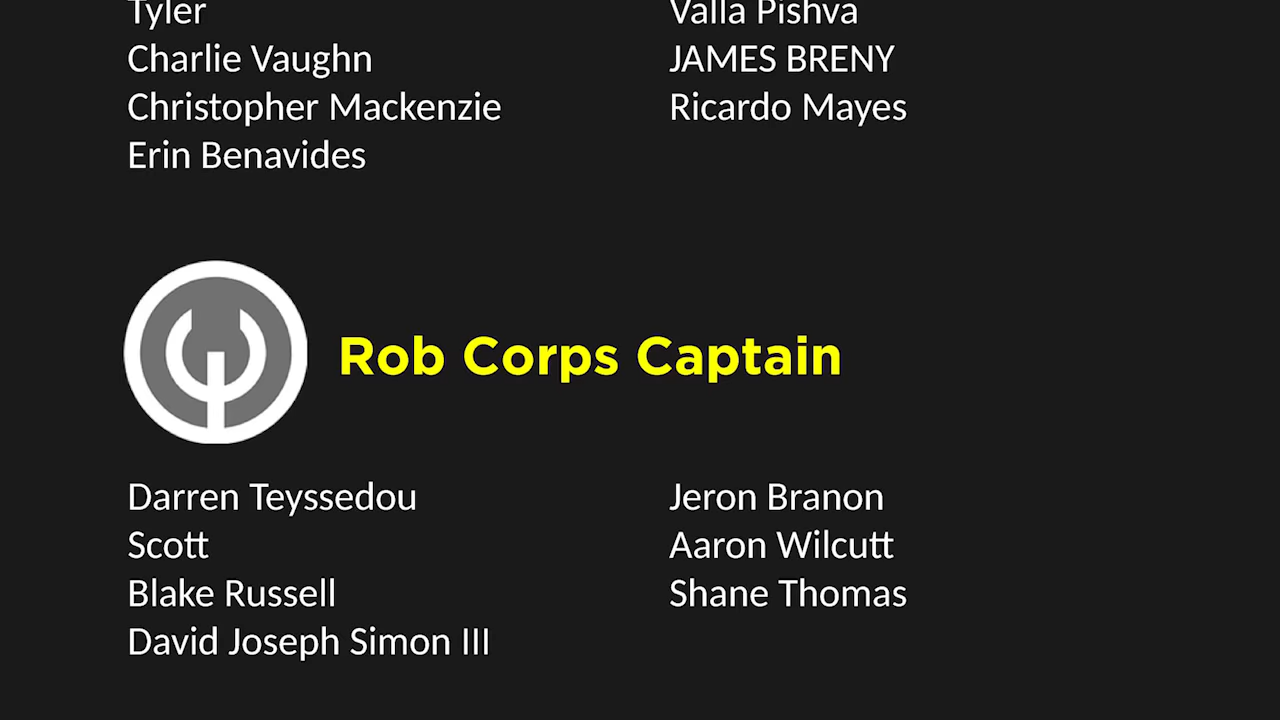 Tyler
Charlie Vaughn
Christopher Mackenzie
Erin Benavides
Valla Pishva
JAMES BRENY
Ricardo Mayes
Rob Corps Captain
Darren Teyssedou
Scott
Blake Russell
David Joseph Simon III
Jeron Branon
Aaron Wilcutt
Shane Thomas